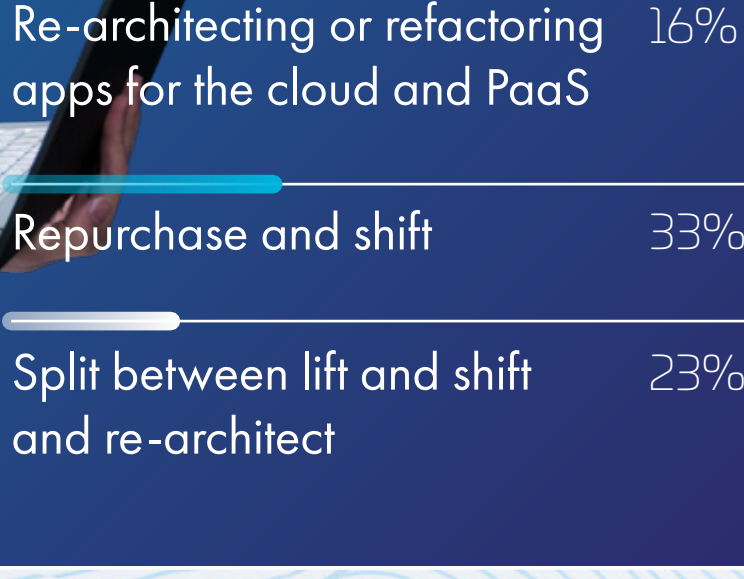 Re-architecting or refactoring 16%
apps for the cloud and PaaS
Repurchase and shift 33%
Split between lift and shift 23%
and re-architect